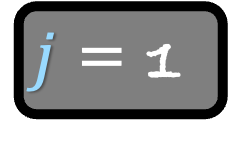 j = 1